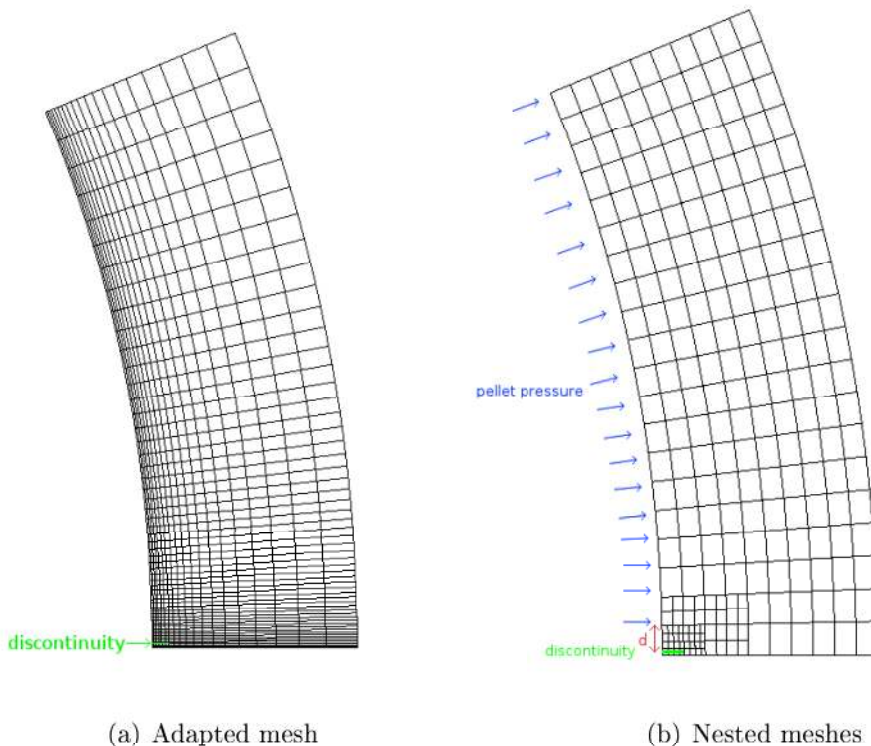 pellet pressure
d
discontinuity
discontinuity
(a) Adapted mesh
(b) Nested meshes